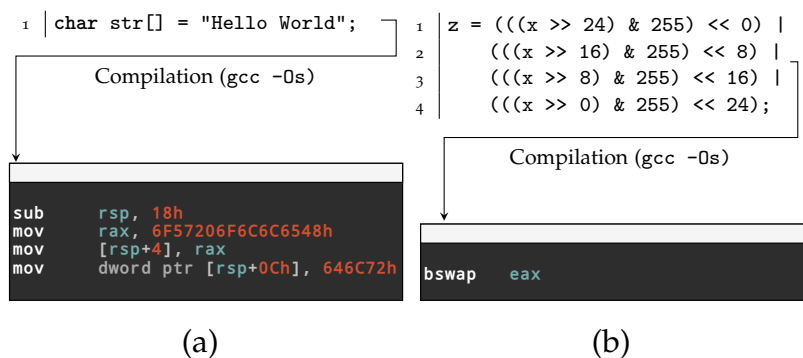 1 char str[] = "Hello World";
Compilation (gcc -Os)
sub rsp, 18h
mov rax, 6F57206F6C6C6548h
mov [rsp+4], rax
mov dword ptr [rsp+0Ch], 646C72h
(a)
1 z = (((x >> 24) & 255) << 0) |
2 (((x >> 16) & 255) << 8) |
3 (((x >> 8) & 255) << 16) |
4 (((x >> 0) & 255) << 24);
Compilation (gcc -Os)
bswap eax
(b)